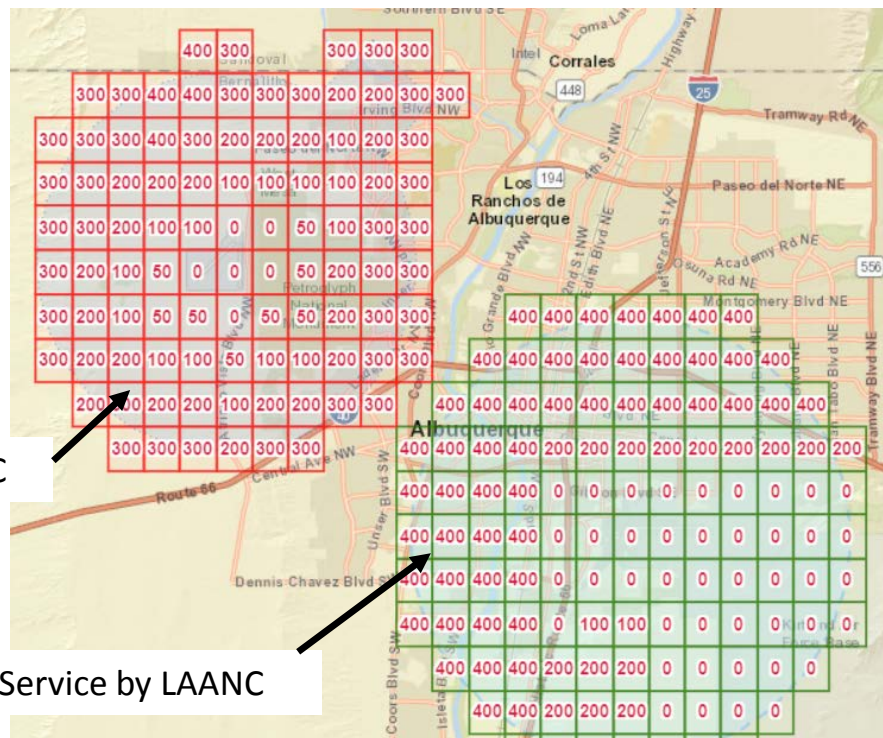 Southern Blvd SE
Loma
400 300 300 300 300
Sandoval
Intel
Corrales
Highway
Bernalillo
300 300 400 400 300 300 300 200 200 300 300
448
25
Irving Blvd NW
Tramway Rd NE
300 300 300 400 300 200 200 200 100 200 300
Paseo del Norte NW
4th St NW
300 300 200 200 200 100 100 100 100 200 300
West
Mesa
Los
Ranchos de
Albuquerque
194
Paseo del Norte NE
300 300 200 100 100 0 0 50 100 300 300
Grande Blvd NW
2nd St NW
Edith Blvd NE
Jefferson St NE
Academy Rd NE
Osuna Rd NE
556
300 200 100 50 0 0 0 50 200 300 300
Petroglyph
National
Monument
Montgomery Blvd NE
300 200 100 50 50 0 50 50 200 300 300
400 400 400 400 400 400 400
300 200 200 100 100 50 100 100 200 300 300
400 400 400 400 400 400 400 400 400
Tramway Blvd NE
200 200 200 100 200 200 300 300
400 400 400 400 400 400 400 400 400 400 400
Albuquerque
300 300 300 200 300 300
400 400 400 400 200 200 200 200 200 200 200 200 200
Central Ave NW
C
Route 66
Unser Blvd SW
400 400 400 400 0 0 0 0 0 0 0 0 0
400 400 400 400 0 0 0 0 0 0 0 0 0
Dennis Chavez Blvd SW
400 400 400 400 0 0 0 0 0 0 0 0 0
400 400 400 400 0 100 100 0 0 0 0 0 0
Kirtland Air
Force Base
Service by LAANC
400 400 400 200 200 200 0 0 0 0 0
Coors Blvd SW
Isleta Blvd
400 400 200 200 200 0 0 0 0